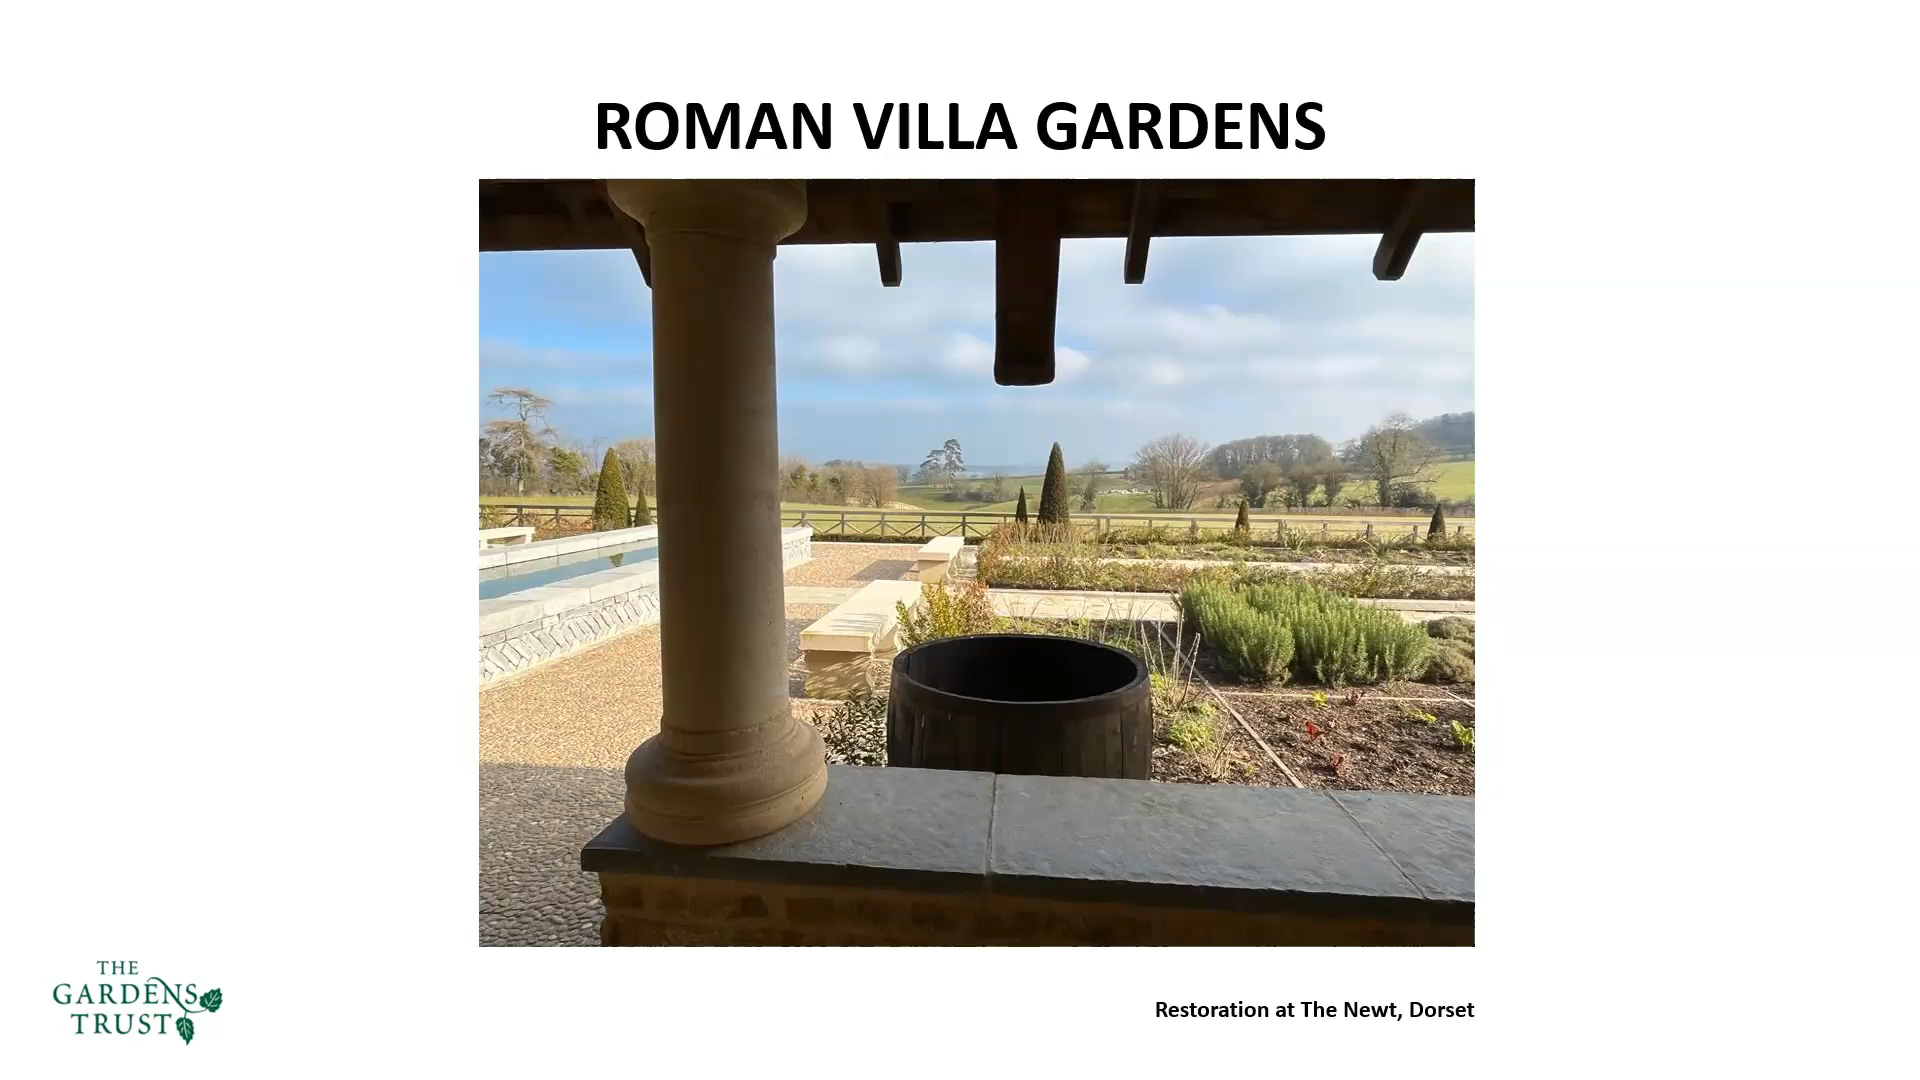 ROMAN VILLA GARDENS
THE
GARDENS
TRUST
Restoration at The Newt, Dorset